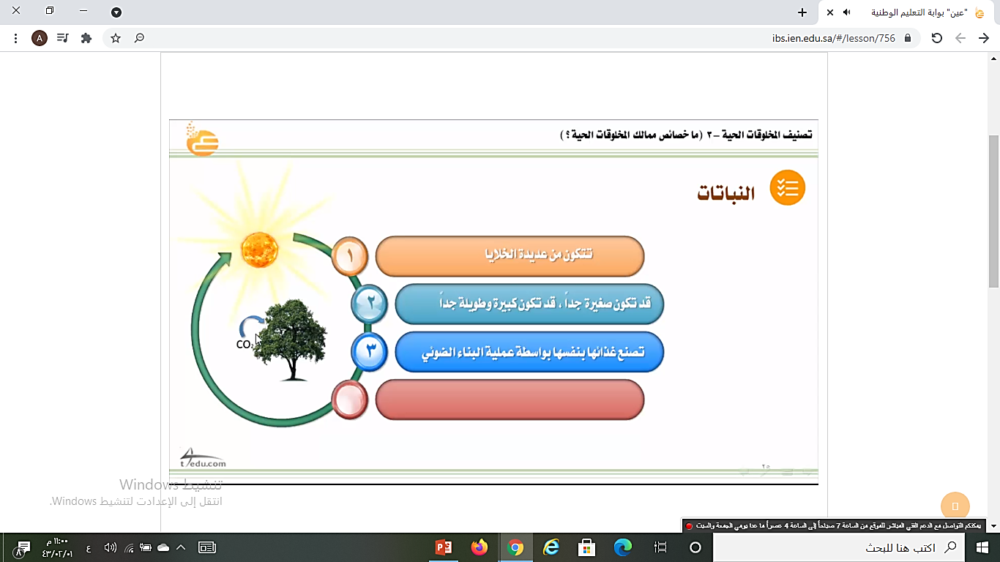 "عين" بوابة التعليم الوطنية
ibs.ien.edu.sa/#/lesson/756
A
تصنيف المخلوقات الحية – ٢ (ما خصائص ممالك المخلوقات الحية؟)
النباتات
١
تتكون من عديدة الخلايا
٢
قد تكون صغيرة جداً ، قد تكون كبيرة وطويلة جداً
٣
تصنع غذائها بنفسها بواسطة عملية البناء الضوئي
CO₂
t4edu.com
٢٥
تنشيط Windows
انتقل إلى الإعدادت لتنشيط Windows.
يمكنكم التواصل مع الدعم الفني المباشر للموقع من الساعة 7 صباحاً إلى الساعة 4 عصراً ما عدا يومي الجمعة والسبت
اكتب هنا للبحث
ع
١١:٠٠ م
٤٣/٠٢/٠١